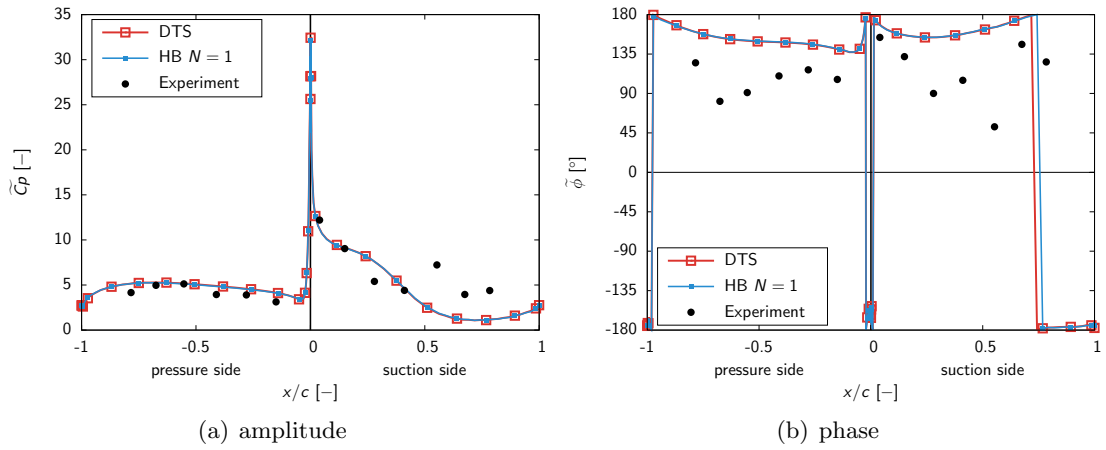 DTS
HB N = 1
Experiment
35
30
25
20
15
10
5
0
C̃p [–]
-1
-0.5
0
0.5
1
pressure side
suction side
x/c [–]
(a) amplitude
180
135
90
45
0
-45
-90
-135
-180
ϕ̃ [°]
DTS
HB N = 1
Experiment
-1
-0.5
0
0.5
1
pressure side
suction side
x/c [–]
(b) phase